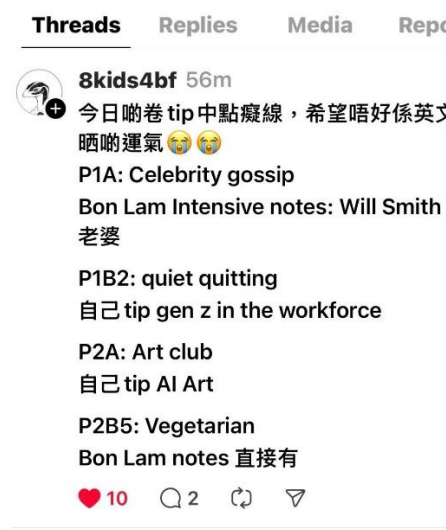 Threads Replies Media Repo
8kids4bf 56m
今日啲卷 tip 中點癡線，希望唔好係英文
晒啲運氣😭😭
P1A: Celebrity gossip
Bon Lam Intensive notes: Will Smith
老婆
P1B2: quiet quitting
自己 tip gen z in the workforce
P2A: Art club
自己 tip AI Art
P2B5: Vegetarian
Bon Lam notes 直接有
10 2